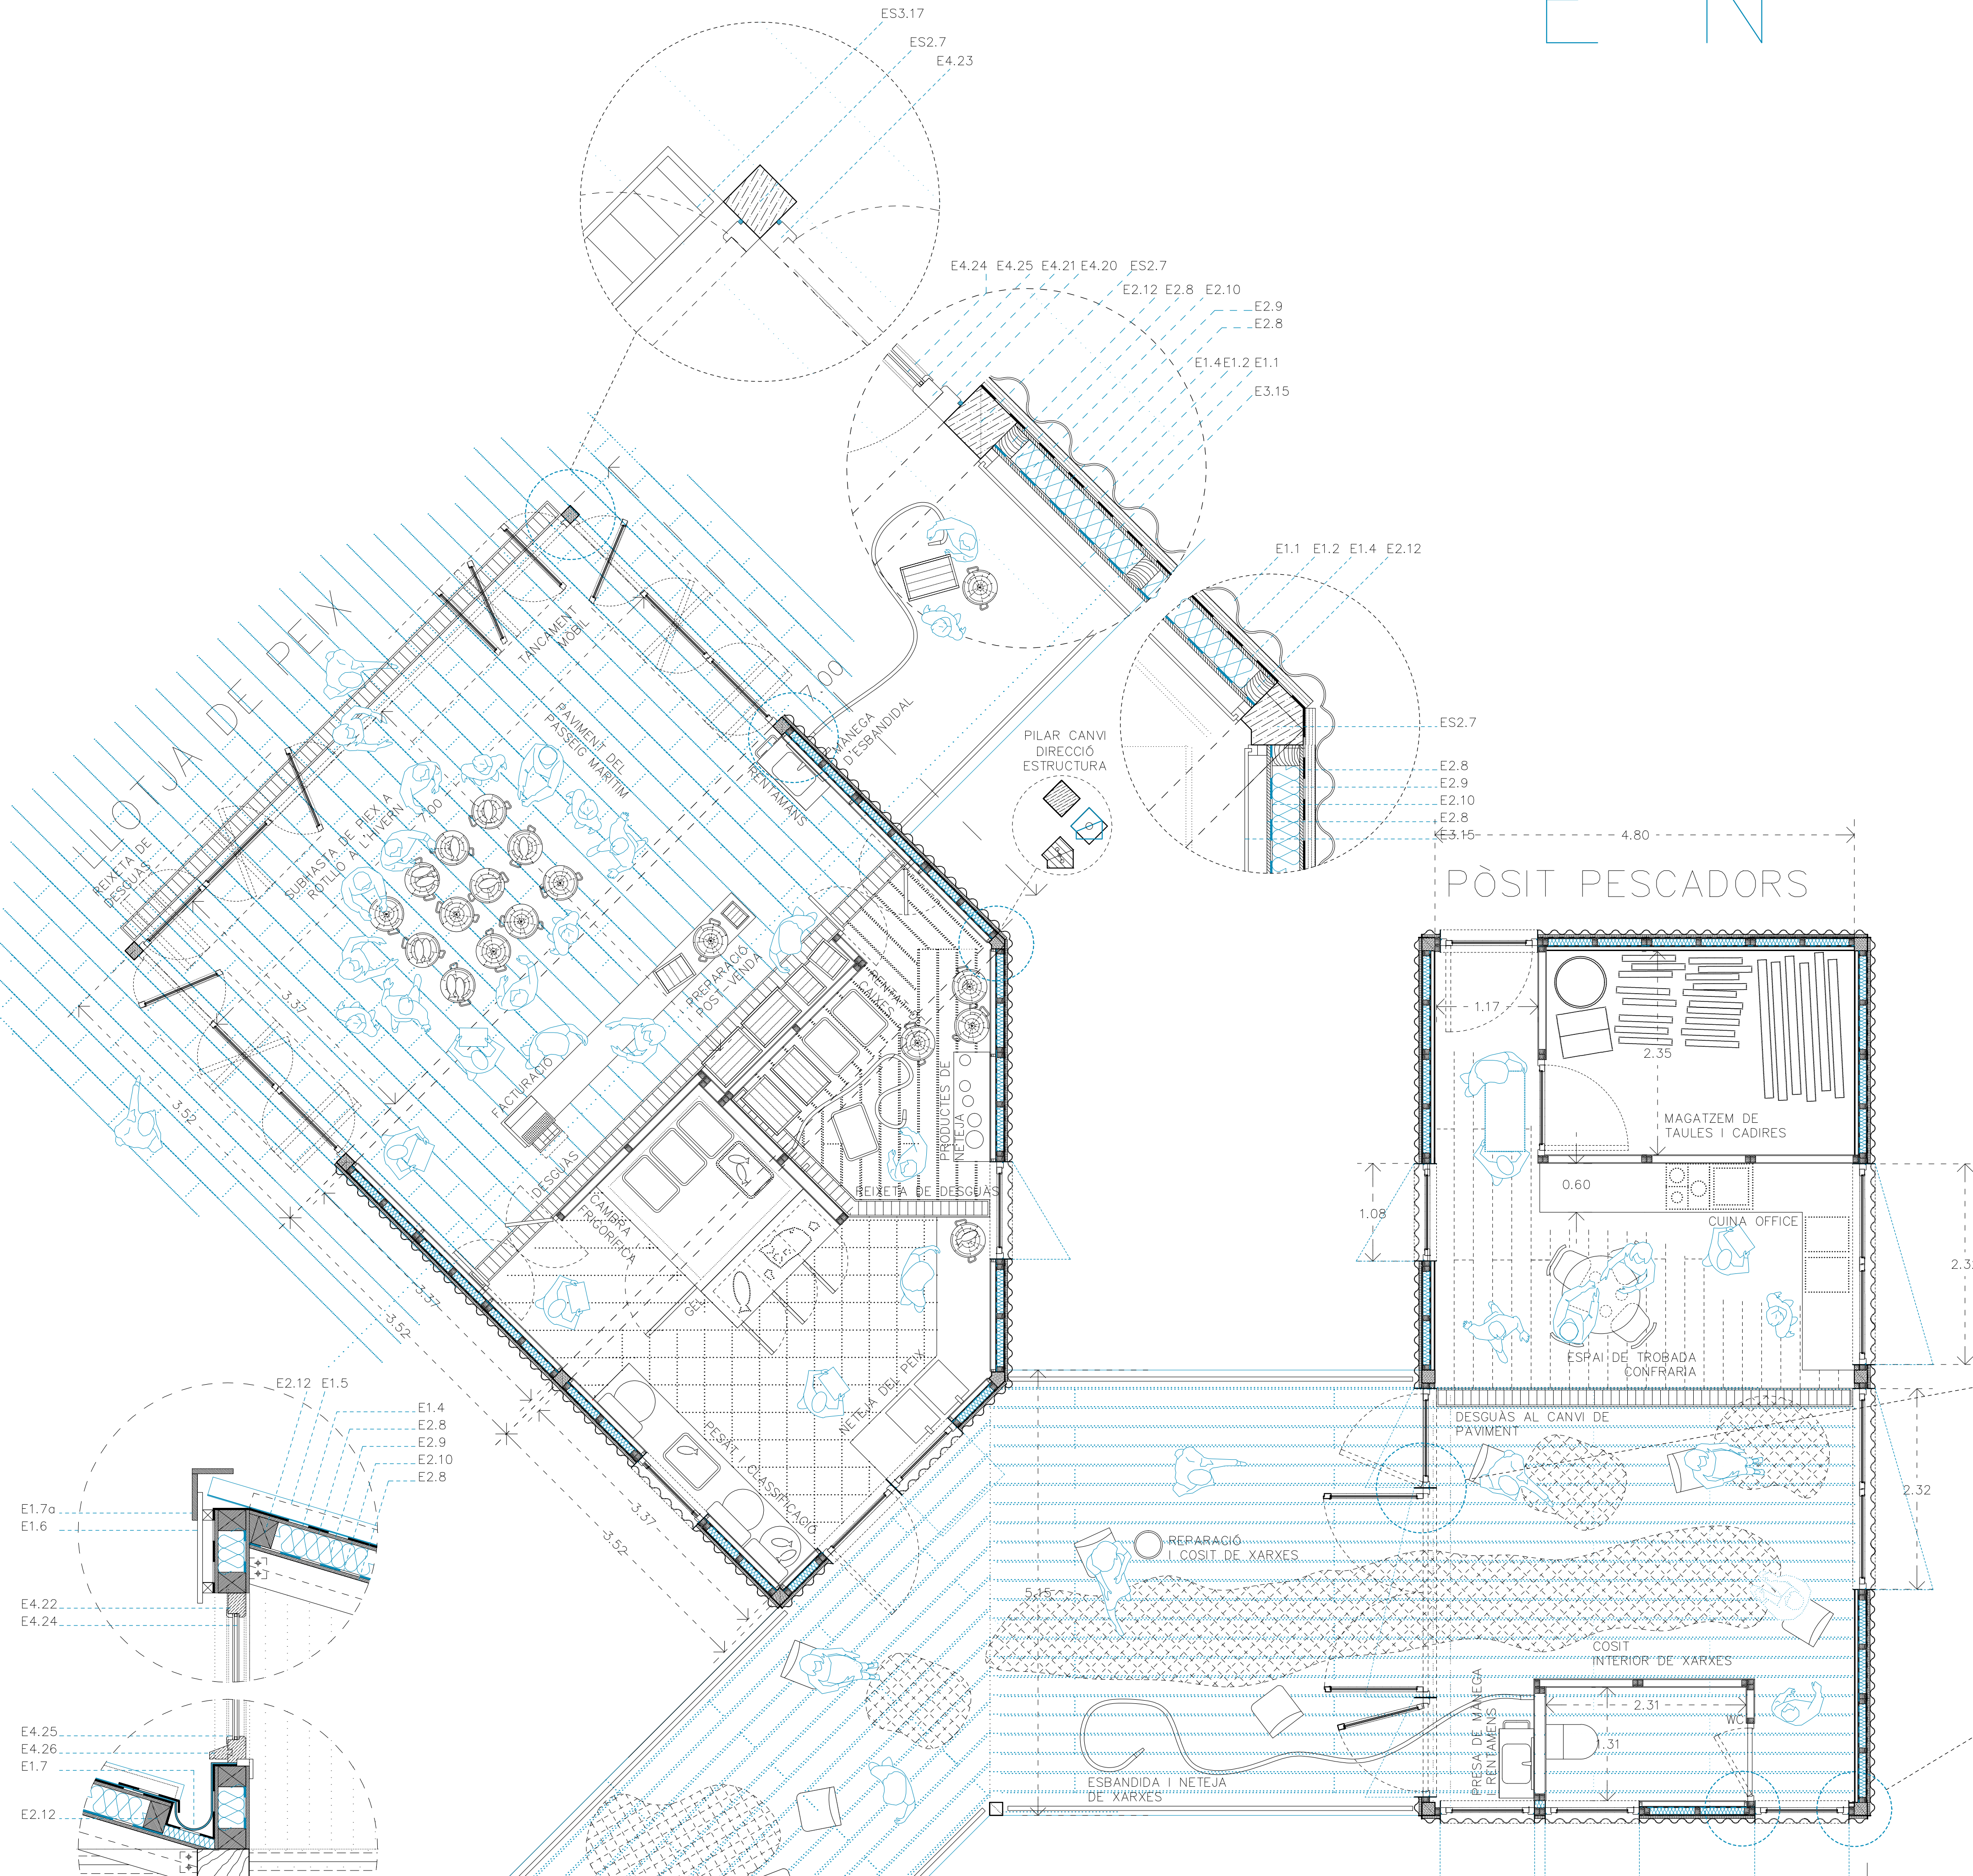 E N
ES3.17
ES2.7
E4.23
E4.24 E4.25 E4.21 E4.20 ES2.7
E2.12 E2.8 E2.10
E2.9
E2.8
E1.4 E1.2 E1.1
E3.15
E1.1 E1.2 E1.4 E2.12
ES2.7
E2.8
E2.9
E2.10
E2.8
E3.15
4.80
PÒSIT PESCADORS
PILAR CANVI
DIRECCIÓ
ESTRUCTURA
LLOTJA DE PEIX
TANCAMENT
MÒBIL
7.00
PAVIMENT DEL
PASSEIG MARÍTIM
MÀNEGA
D'ESBANDIDAL
RENTAMANS
REIXETA DE
DESGUÀS
SUBHASTA DE PIEX A
ROTLLO A L'HIVERN
7.00
3.37
3.52
PREPARACIÓ
POST VENDA
RENTAT
CAIXES
FACTURACIÓ
DESGUÀS
PRODUCTES DE
NETEJA
REIXETA DE DESGUÀS
CAMBRA
FRIGORÍFICA
GEL
3.37
3.52
NETEJA DEL PEIX
PESAT I CLASSIFICACIÓ
3.37
3.52
1.17
2.35
MAGATZEM DE
TAULES I CADIRES
0.60
1.08
CUINA OFFICE
ESPAI DE TROBADA
CONFRARIA
DESGUÀS AL CANVI DE
PAVIMENT
2.32
REPARACIÓ
I COSIT DE XARXES
5.15
COSIT
INTERIOR DE XARXES
2.31
WC
1.31
PRESA DE MÀNEGA
I RENTAMENS
ESBANDIDA I NETEJA
DE XARXES
E2.12 E1.5
E1.4
E2.8
E2.9
E2.10
E2.8
E1.7a
E1.6
E4.22
E4.24
E4.25
E4.26
E1.7
E2.12